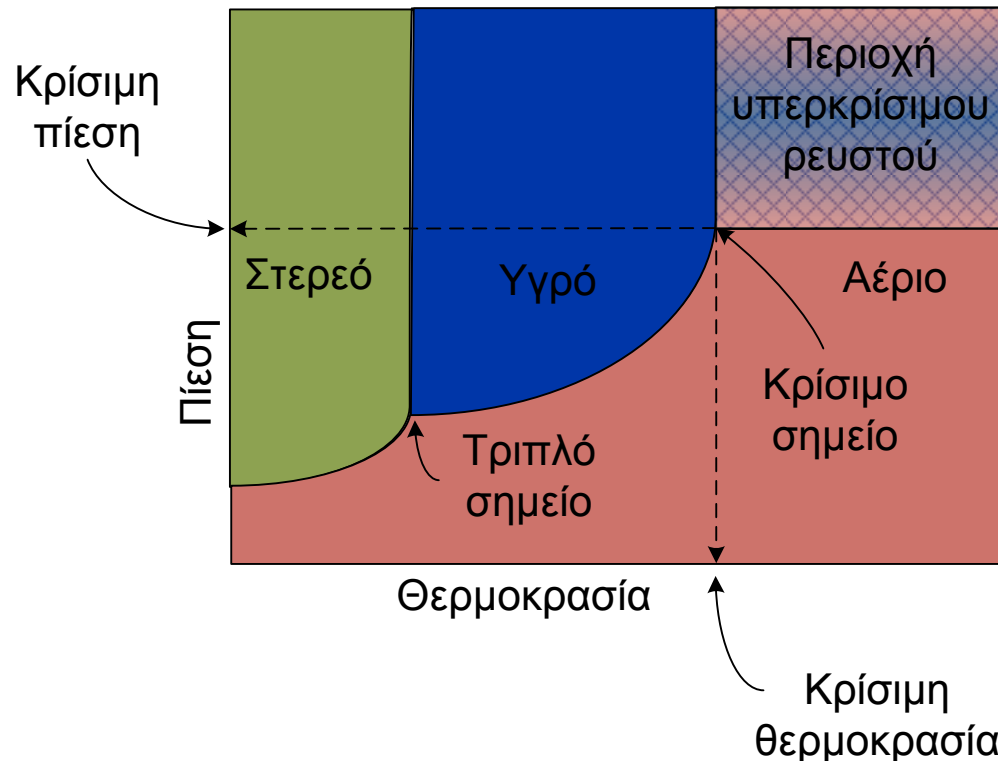 Περιοχή
υπερκρίσιμου
ρευστού
Κρίσιμη
πίεση
Στερεό
Υγρό
Αέριο
Πίεση
Κρίσιμο
σημείο
Τριπλό
σημείο
Θερμοκρασία
Κρίσιμη
θερμοκρασία